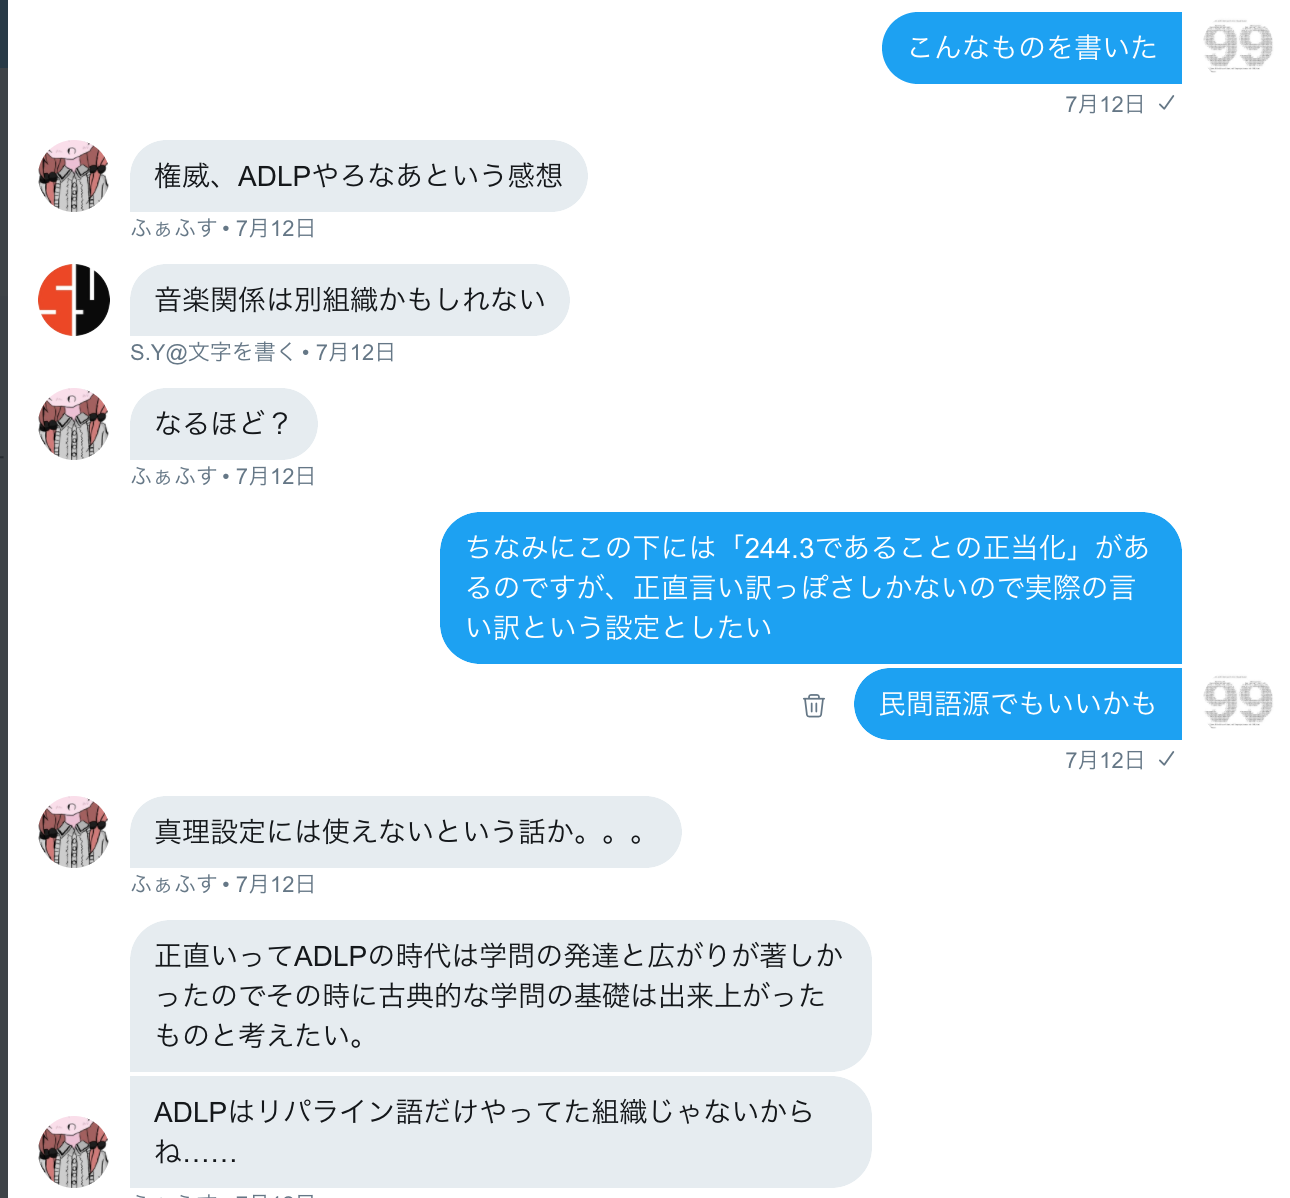 こんなものを書いた
99
7月12日 ✓
権威、ADLPやろなあという感想
ふぁふす • 7月12日
音楽関係は別組織かもしれない
S.Y@文字を書く • 7月12日
なるほど？
ふぁふす • 7月12日
ちなみにこの下には「244.3であることの正当化」があ
るのですが、正直言い訳っぽさしかないので実際の言
い訳という設定としたい
民間語源でもいいかも
99
7月12日 ✓
真理設定には使えないという話か。。。
ふぁふす • 7月12日
正直いってADLPの時代は学問の発達と広がりが著しか
ったのでその時に古典的な学問の基礎は出来上がった
ものと考えたい。
ADLPはリパライン語だけやってた組織じゃないから
ね……